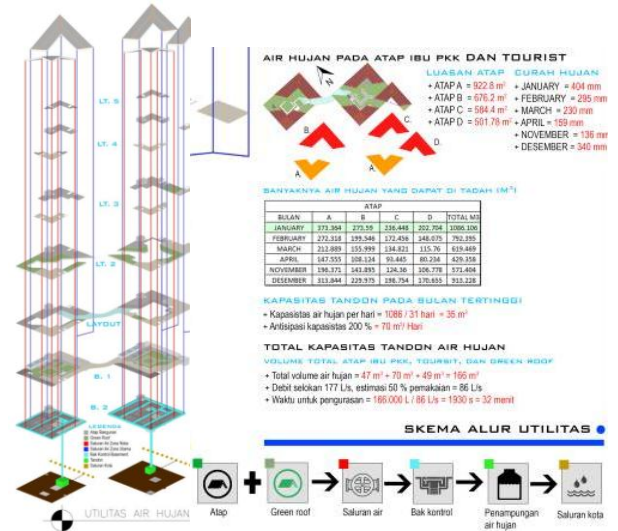 LT. 5
LT. 4
LT. 3
LT. 2
LAYOUT
B. 1
B. 2
LEGENDA
Atap Bangunan
Green Roof
Bak Kontrol Basement
Tandon
Saluran Kota
UTILITAS AIR HUJAN
AIR HUJAN PADA ATAP IBU PKK DAN TOURIST
N
B.
A.
C.
D.
A.
LUASAN ATAP
+ ATAP A = 922.8 m²
+ ATAP B = 676.2 m²
+ ATAP C = 584.4 m²
+ ATAP D = 501.78 m²
CURAH HUJAN
+ JANUARY = 404 mm
+ FEBRUARY = 295 mm
+ MARCH = 230 mm
+ APRIL = 159 mm
+ NOVEMBER = 136 mm
+ DESEMBER = 340 mm
BANYAKNYA AIR HUJAN YANG DAPAT DI TADAH (M³)
ATAP
BULAN A B C D TOTAL M3
JANUARY 373.364 273.59 236.448 202.704 1086.106
FEBRUARY 272.318 199.546 172.456 148.075 792.395
MARCH 212.889 155.999 134.821 115.76 619.469
APRIL 147.555 108.124 93.445 80.234 429.358
NOVEMBER 196.371 143.895 124.36 106.778 571.404
DESEMBER 313.844 229.975 198.754 170.655 913.228
KAPASITAS TANDON PADA BULAN TERTINGGI
+ Kapasistas air hujan per hari = 1086 / 31 hari = 35 m³
+ Antisipasi kapasistas 200 % = 70 m³/ Hari
TOTAL KAPASITAS TANDON AIR HUJAN
VOLUME TOTAL ATAP IBU PKK, TOURSIT, DAN GREEN ROOF
+ Total volume air hujan = 47 m³ + 70 m³ + 49 m³ = 166 m³
+ Debit selokan 177 L/s, estimasi 50 % pemakaian = 86 L/s
+ Waktu untuk pengurasan = 166.000 L / 86 L/s = 1930 s = 32 menit
SKEMA ALUR UTILITAS
Atap
Green roof
Saluran air
Bak kontrol
Penampungan
air hujan
Saluran kota